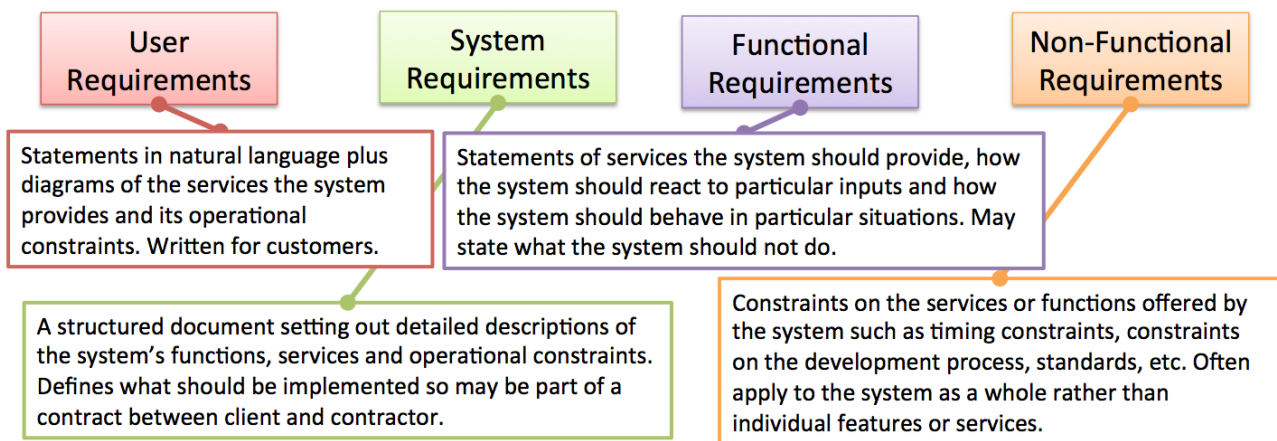 User
Requirements
System
Requirements
Functional
Requirements
Non-Functional
Requirements
Statements in natural language plus
diagrams of the services the system
provides and its operational
constraints. Written for customers.
Statements of services the system should provide, how
the system should react to particular inputs and how
the system should behave in particular situations. May
state what the system should not do.
A structured document setting out detailed descriptions of
the system’s functions, services and operational constraints.
Defines what should be implemented so may be part of a
contract between client and contractor.
Constraints on the services or functions offered by
the system such as timing constraints, constraints
on the development process, standards, etc. Often
apply to the system as a whole rather than
individual features or services.